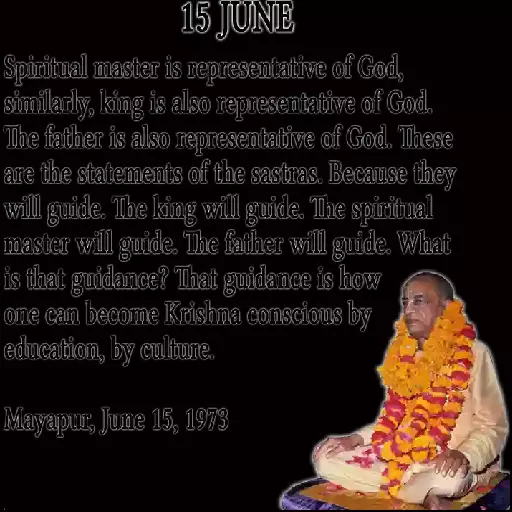 15 JUNE
Spiritual master is representative of God,
similarly, king is also representative of God.
The father is also representative of God. These
are the statements of the sastras. Because they
will guide. The king will guide. The spiritual
master will guide. The father will guide. What
is that guidance? That guidance is how
one can become Krishna conscious by
education, by culture.
Mayapur, June 15, 1973